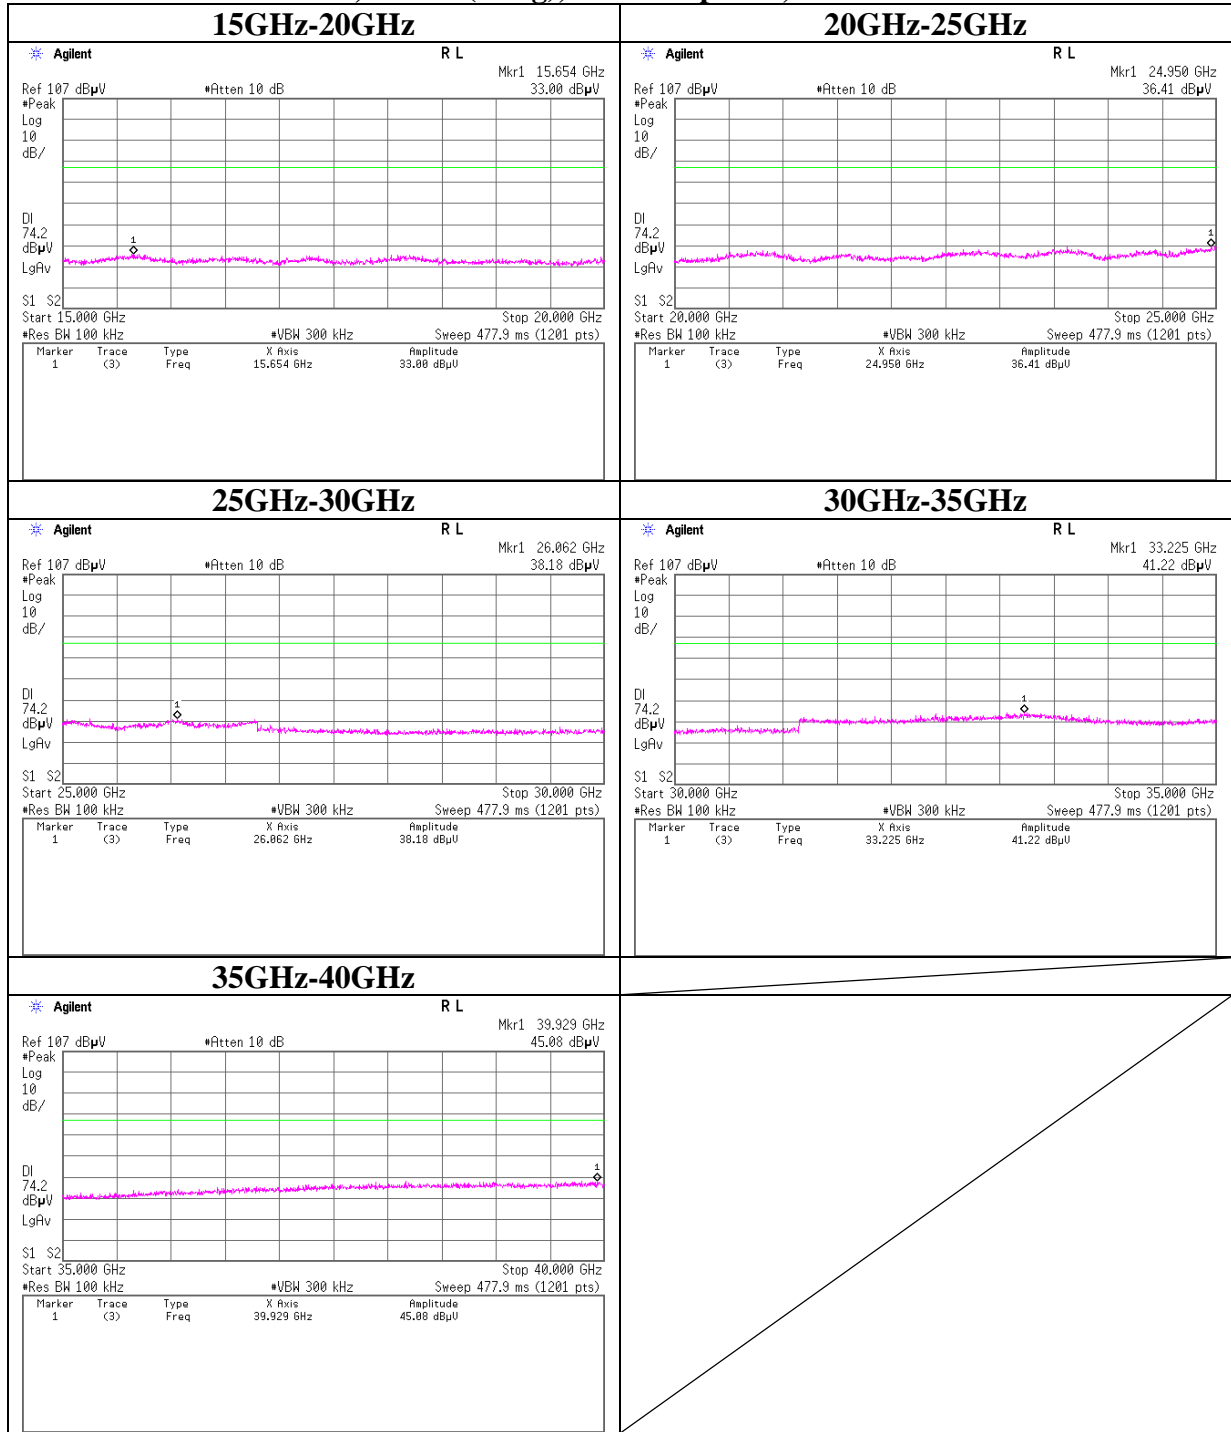 15GHz-20GHz
Agilent R L
Mkr1 15.654 GHz
Ref 107 dBµV #Atten 10 dB 33.00 dBµV
#Peak
Log
10
dB/
DI
74.2
dBµV
LgAv
1
S1 S2
Start 15.000 GHz Stop 20.000 GHz
#Res BW 100 kHz #VBW 300 kHz Sweep 477.9 ms (1201 pts)
Marker Trace Type X Axis Amplitude
1 (3) Freq 15.654 GHz 33.00 dBµV
20GHz-25GHz
Agilent R L
Mkr1 24.950 GHz
Ref 107 dBµV #Atten 10 dB 36.41 dBµV
#Peak
Log
10
dB/
DI
74.2
dBµV
LgAv
1
S1 S2
Start 20.000 GHz Stop 25.000 GHz
#Res BW 100 kHz #VBW 300 kHz Sweep 477.9 ms (1201 pts)
Marker Trace Type X Axis Amplitude
1 (3) Freq 24.950 GHz 36.41 dBµV
25GHz-30GHz
Agilent R L
Mkr1 26.062 GHz
Ref 107 dBµV #Atten 10 dB 38.18 dBµV
#Peak
Log
10
dB/
DI
74.2
dBµV
LgAv
1
S1 S2
Start 25.000 GHz Stop 30.000 GHz
#Res BW 100 kHz #VBW 300 kHz Sweep 477.9 ms (1201 pts)
Marker Trace Type X Axis Amplitude
1 (3) Freq 26.062 GHz 38.18 dBµV
30GHz-35GHz
Agilent R L
Mkr1 33.225 GHz
Ref 107 dBµV #Atten 10 dB 41.22 dBµV
#Peak
Log
10
dB/
DI
74.2
dBµV
LgAv
1
S1 S2
Start 30.000 GHz Stop 35.000 GHz
#Res BW 100 kHz #VBW 300 kHz Sweep 477.9 ms (1201 pts)
Marker Trace Type X Axis Amplitude
1 (3) Freq 33.225 GHz 41.22 dBµV
35GHz-40GHz
Agilent R L
Mkr1 39.929 GHz
Ref 107 dBµV #Atten 10 dB 45.08 dBµV
#Peak
Log
10
dB/
DI
74.2
dBµV
LgAv
1
S1 S2
Start 35.000 GHz Stop 40.000 GHz
#Res BW 100 kHz #VBW 300 kHz Sweep 477.9 ms (1201 pts)
Marker Trace Type X Axis Amplitude
1 (3) Freq 39.929 GHz 45.08 dBµV